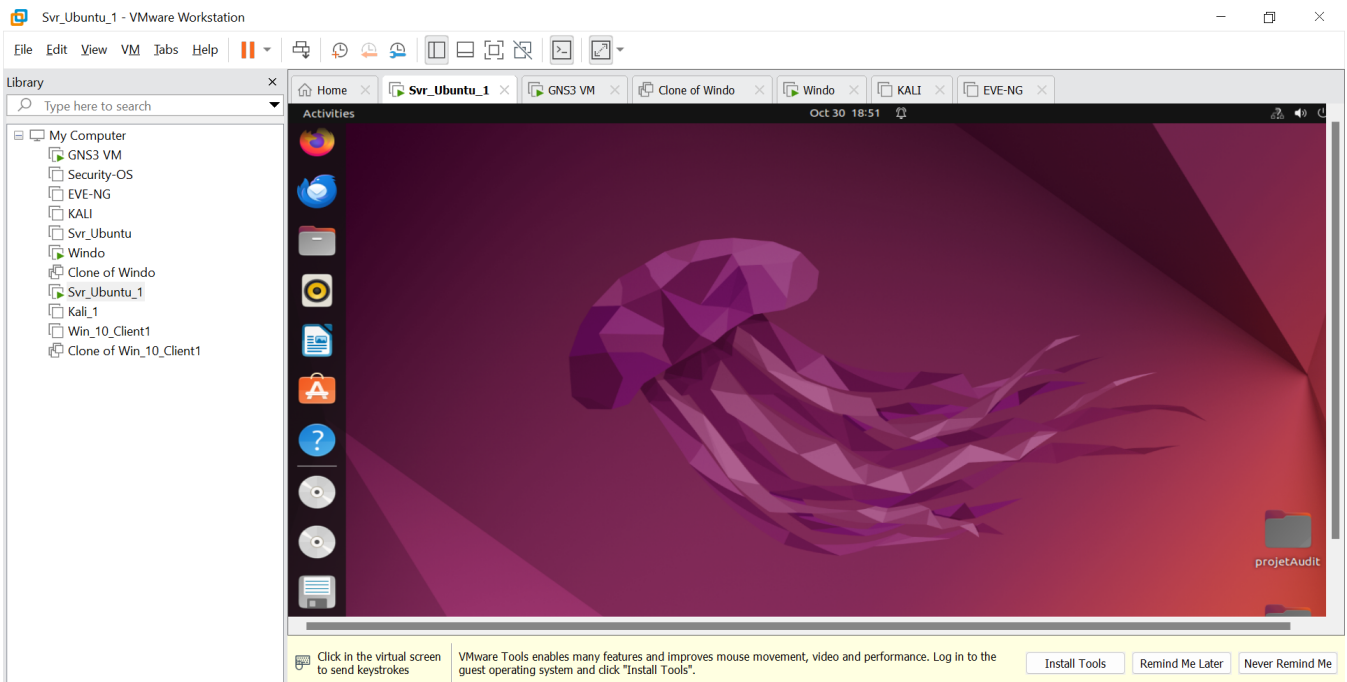 Svr_Ubuntu_1 - VMware Workstation
File Edit View VM Tabs Help
Library
Type here to search
My Computer
GNS3 VM
Security-OS
EVE-NG
KALI
Svr_Ubuntu
Windo
Clone of Windo
Svr_Ubuntu_1
Kali_1
Win_10_Client1
Clone of Win_10_Client1
Home Svr_Ubuntu_1 GNS3 VM Clone of Windo Windo KALI EVE-NG
Activities Oct 30 18:51
projetAudit
Click in the virtual screen
to send keystrokes
VMware Tools enables many features and improves mouse movement, video and performance. Log in to the
guest operating system and click "Install Tools".
Install Tools Remind Me Later Never Remind Me